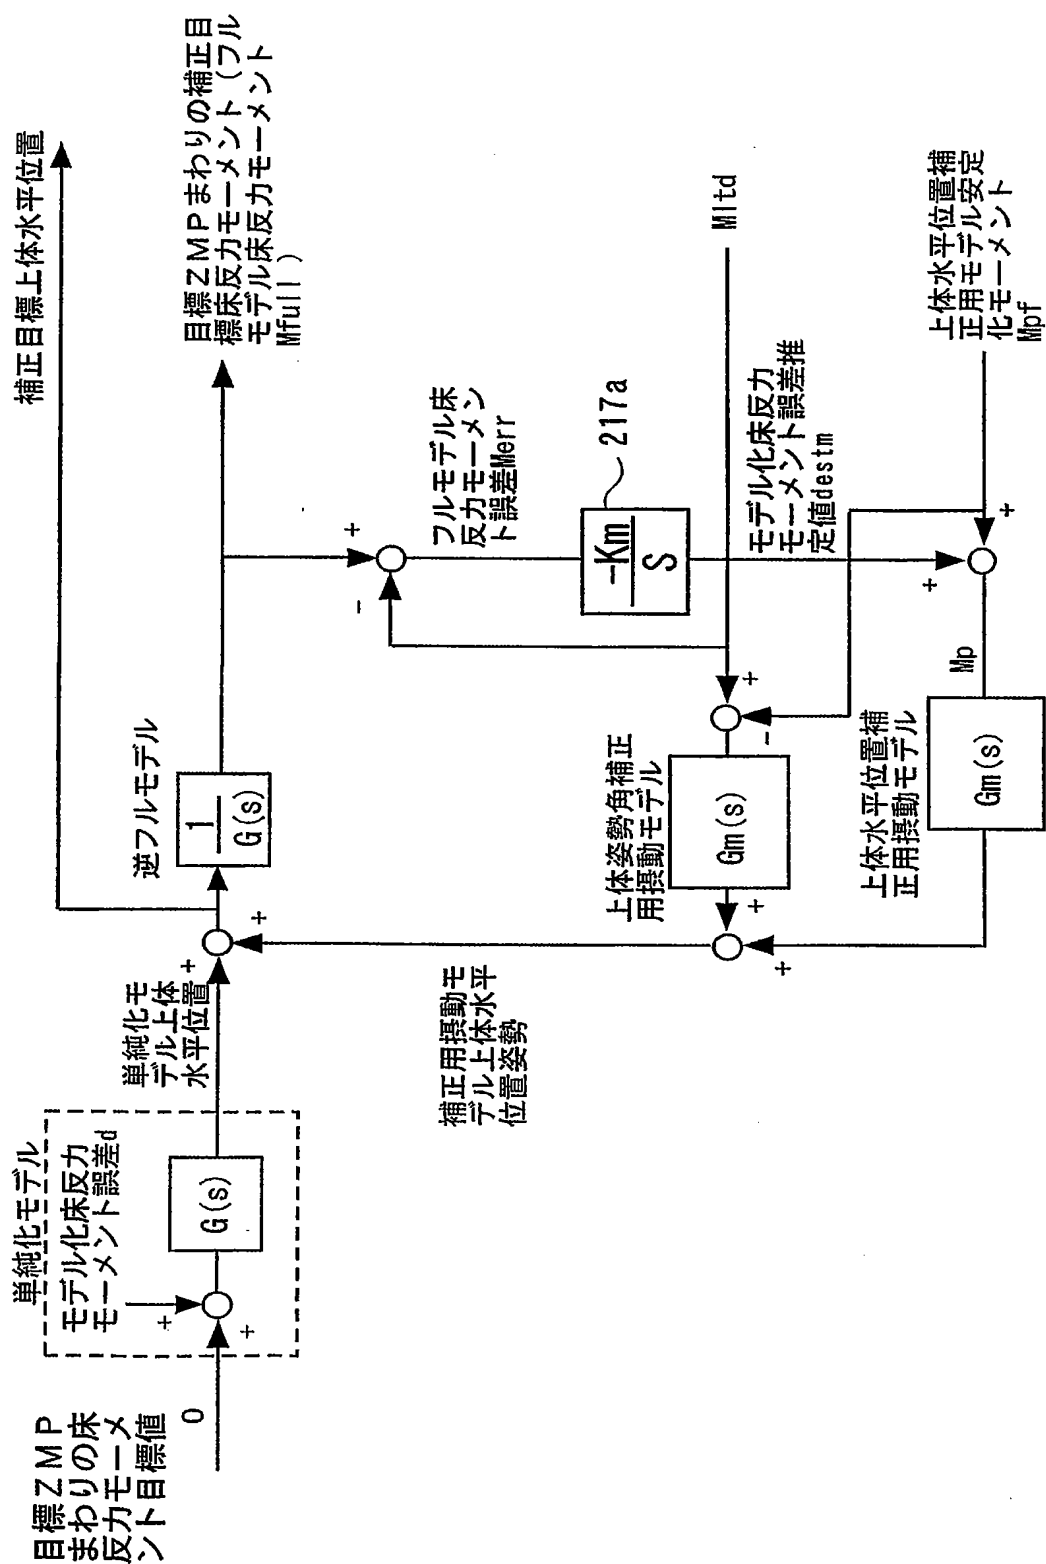 目標ZMP
まわりの床
反力モーメ
ント目標値
0
単純化モデル
モデル化床反力
モーメント誤差d
+
+
G(s)
単純化モ
デル上体
水平位置
+
+
逆フルモデル
1
G(s)
補正目標上体水平位置
目標ZMPまわりの補正目
標床反力モーメント(フル
モデル床反力モーメント
Mfull)
+
-
フルモデル床
反力モーメン
ト誤差Merr
217a
-Km
S
Mltd
モデル化床反力
モーメント誤差推
定値destm
上体水平位置補
正用モデル安定
化モーメント
Mpf
+
+
Mp
+
-
上体姿勢角補正
用摂動モデル
Gm(s)
上体水平位置補
正用摂動モデル
Gm(s)
+
+
補正用摂動モ
デル上体水平
位置姿勢